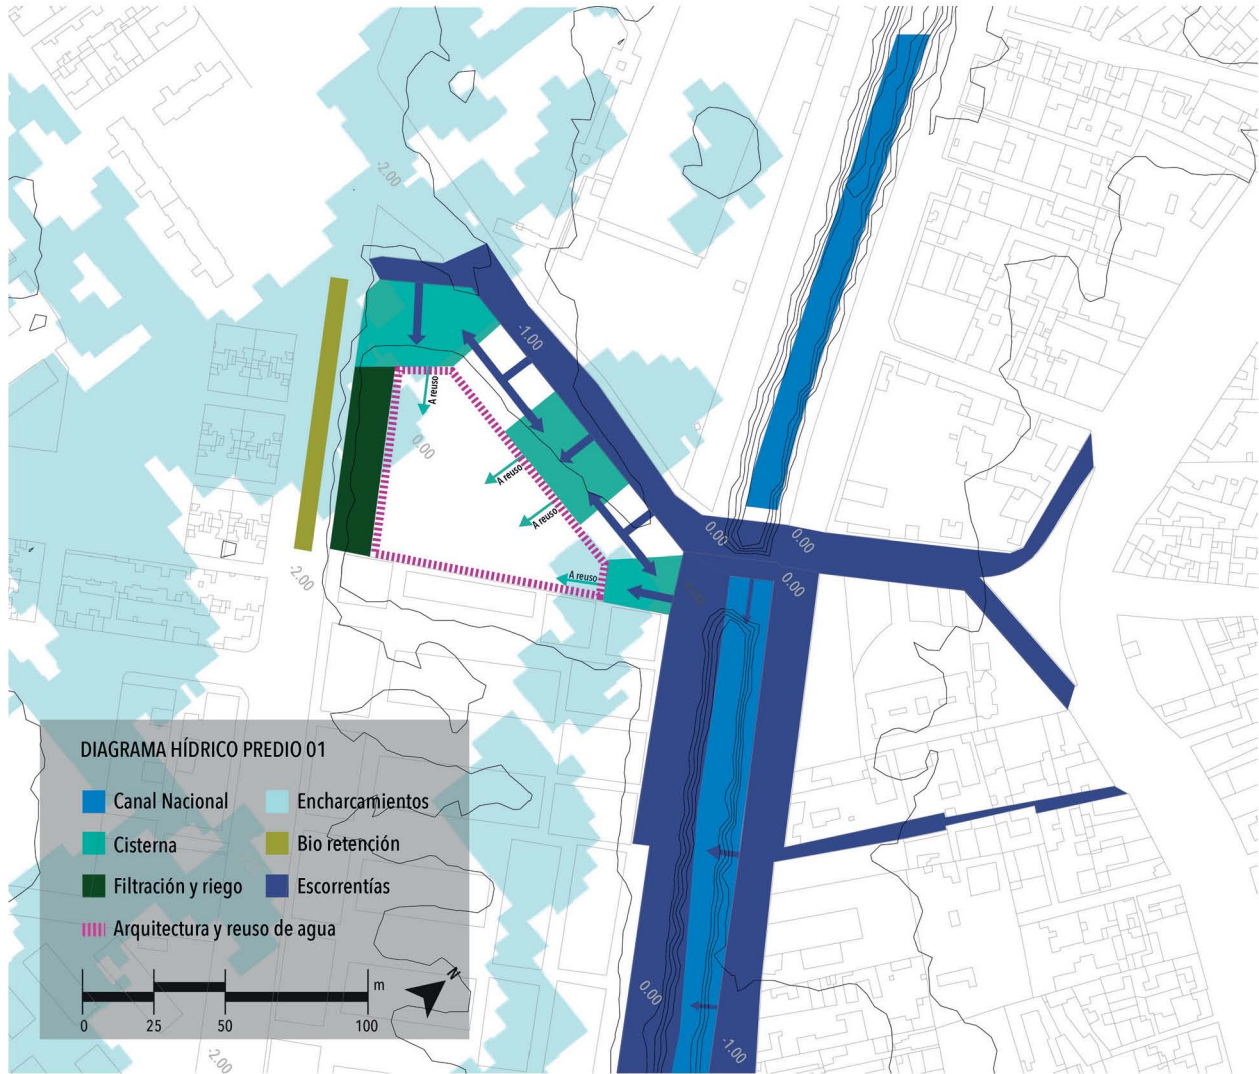 -2.00
-1.00
A reuso
0.00
A reuso
A reuso
0.00
0.00
A reuso
0.00
-2.00
DIAGRAMA HÍDRICO PREDIO 01
Canal Nacional
Encharcamientos
Cisterna
Bio retención
Filtración y riego
Escorrentías
Arquitectura y reuso de agua
m
N
0 25 50 100
0.00
-1.00
-2.00